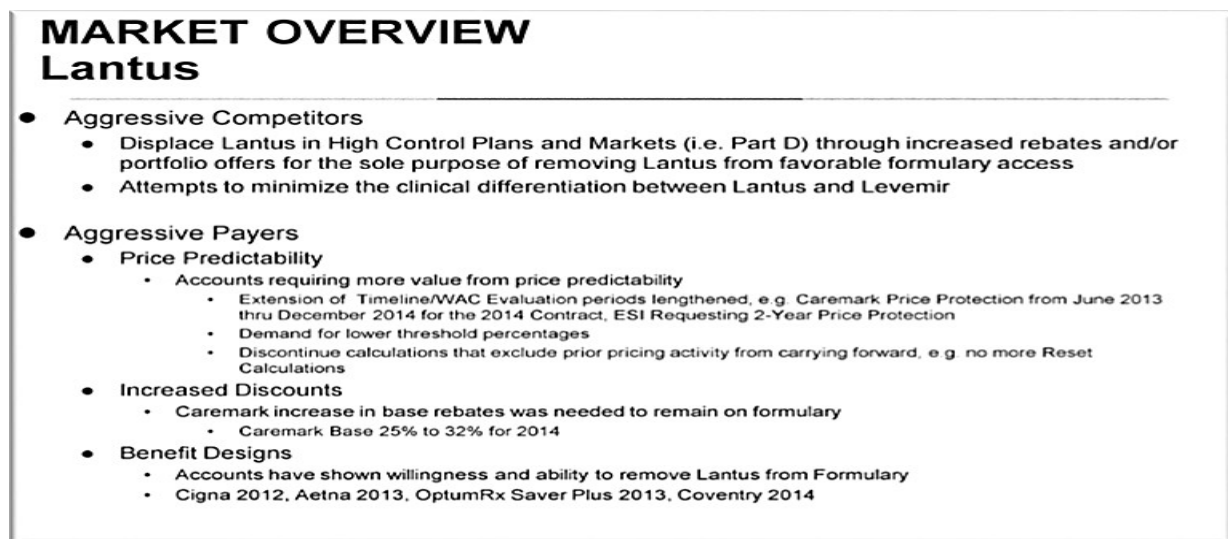 MARKET OVERVIEW
Lantus
● Aggressive Competitors
● Displace Lantus in High Control Plans and Markets (i.e. Part D) through increased rebates and/or
portfolio offers for the sole purpose of removing Lantus from favorable formulary access
● Attempts to minimize the clinical differentiation between Lantus and Levemir
● Aggressive Payers
● Price Predictability
• Accounts requiring more value from price predictability
• Extension of Timeline/WAC Evaluation periods lengthened, e.g. Caremark Price Protection from June 2013
thru December 2014 for the 2014 Contract, ESI Requesting 2-Year Price Protection
• Demand for lower threshold percentages
• Discontinue calculations that exclude prior pricing activity from carrying forward, e.g. no more Reset
Calculations
● Increased Discounts
• Caremark increase in base rebates was needed to remain on formulary
• Caremark Base 25% to 32% for 2014
● Benefit Designs
• Accounts have shown willingness and ability to remove Lantus from Formulary
• Cigna 2012, Aetna 2013, OptumRx Saver Plus 2013, Coventry 2014